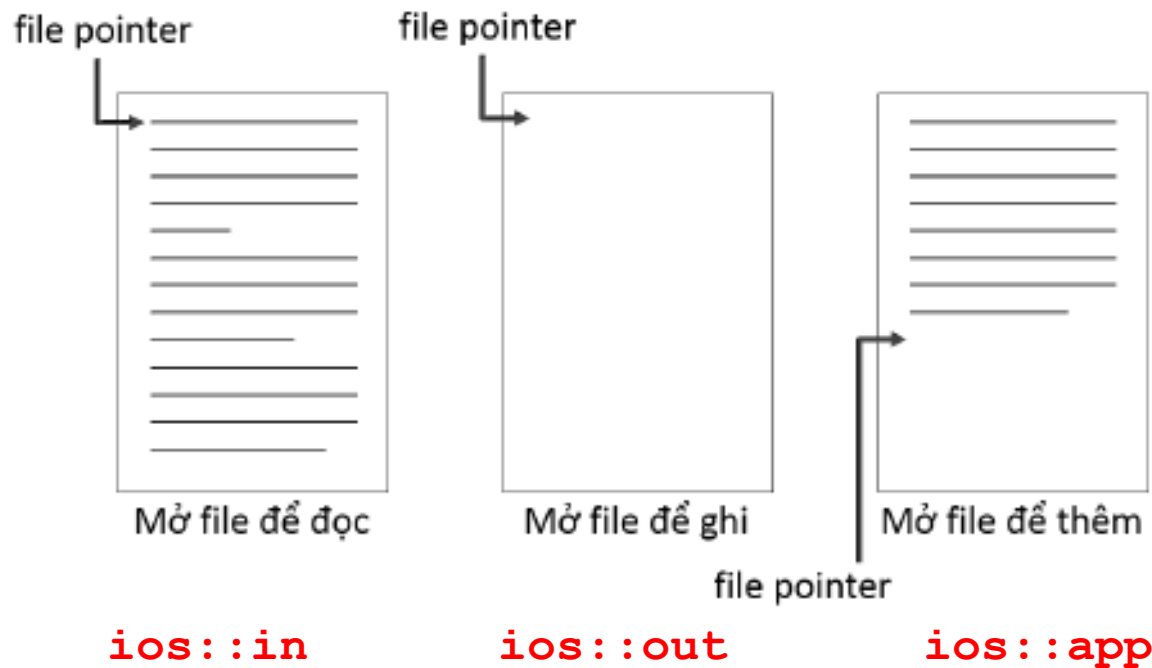 file pointer
file pointer
Mở file để đọc
Mở file để ghi
Mở file để thêm
file pointer
ios::in
ios::out
ios::app